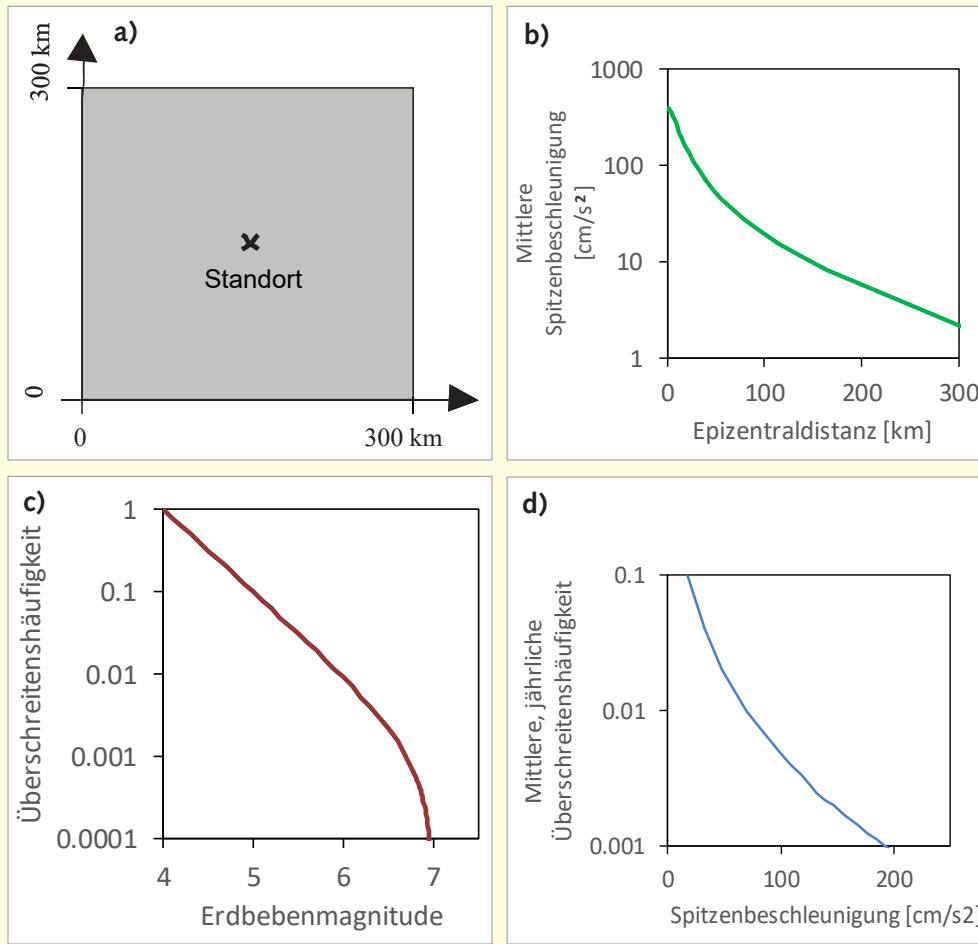 a)
300 km
Standort
0
0
300 km
b)
1000
100
10
1
Mittlere
Spitzenbeschleunigung
[cm/s²]
0
100
200
300
Epizentraldistanz [km]
c)
1
0.1
0.01
0.001
0.0001
Überschreitenshäufigkeit
4
5
6
7
Erdbebenmagnitude
d)
0.1
0.01
0.001
Mittlere, jährliche
Überschreitenshäufigkeit
0
100
200
Spitzenbeschleunigung [cm/s2]